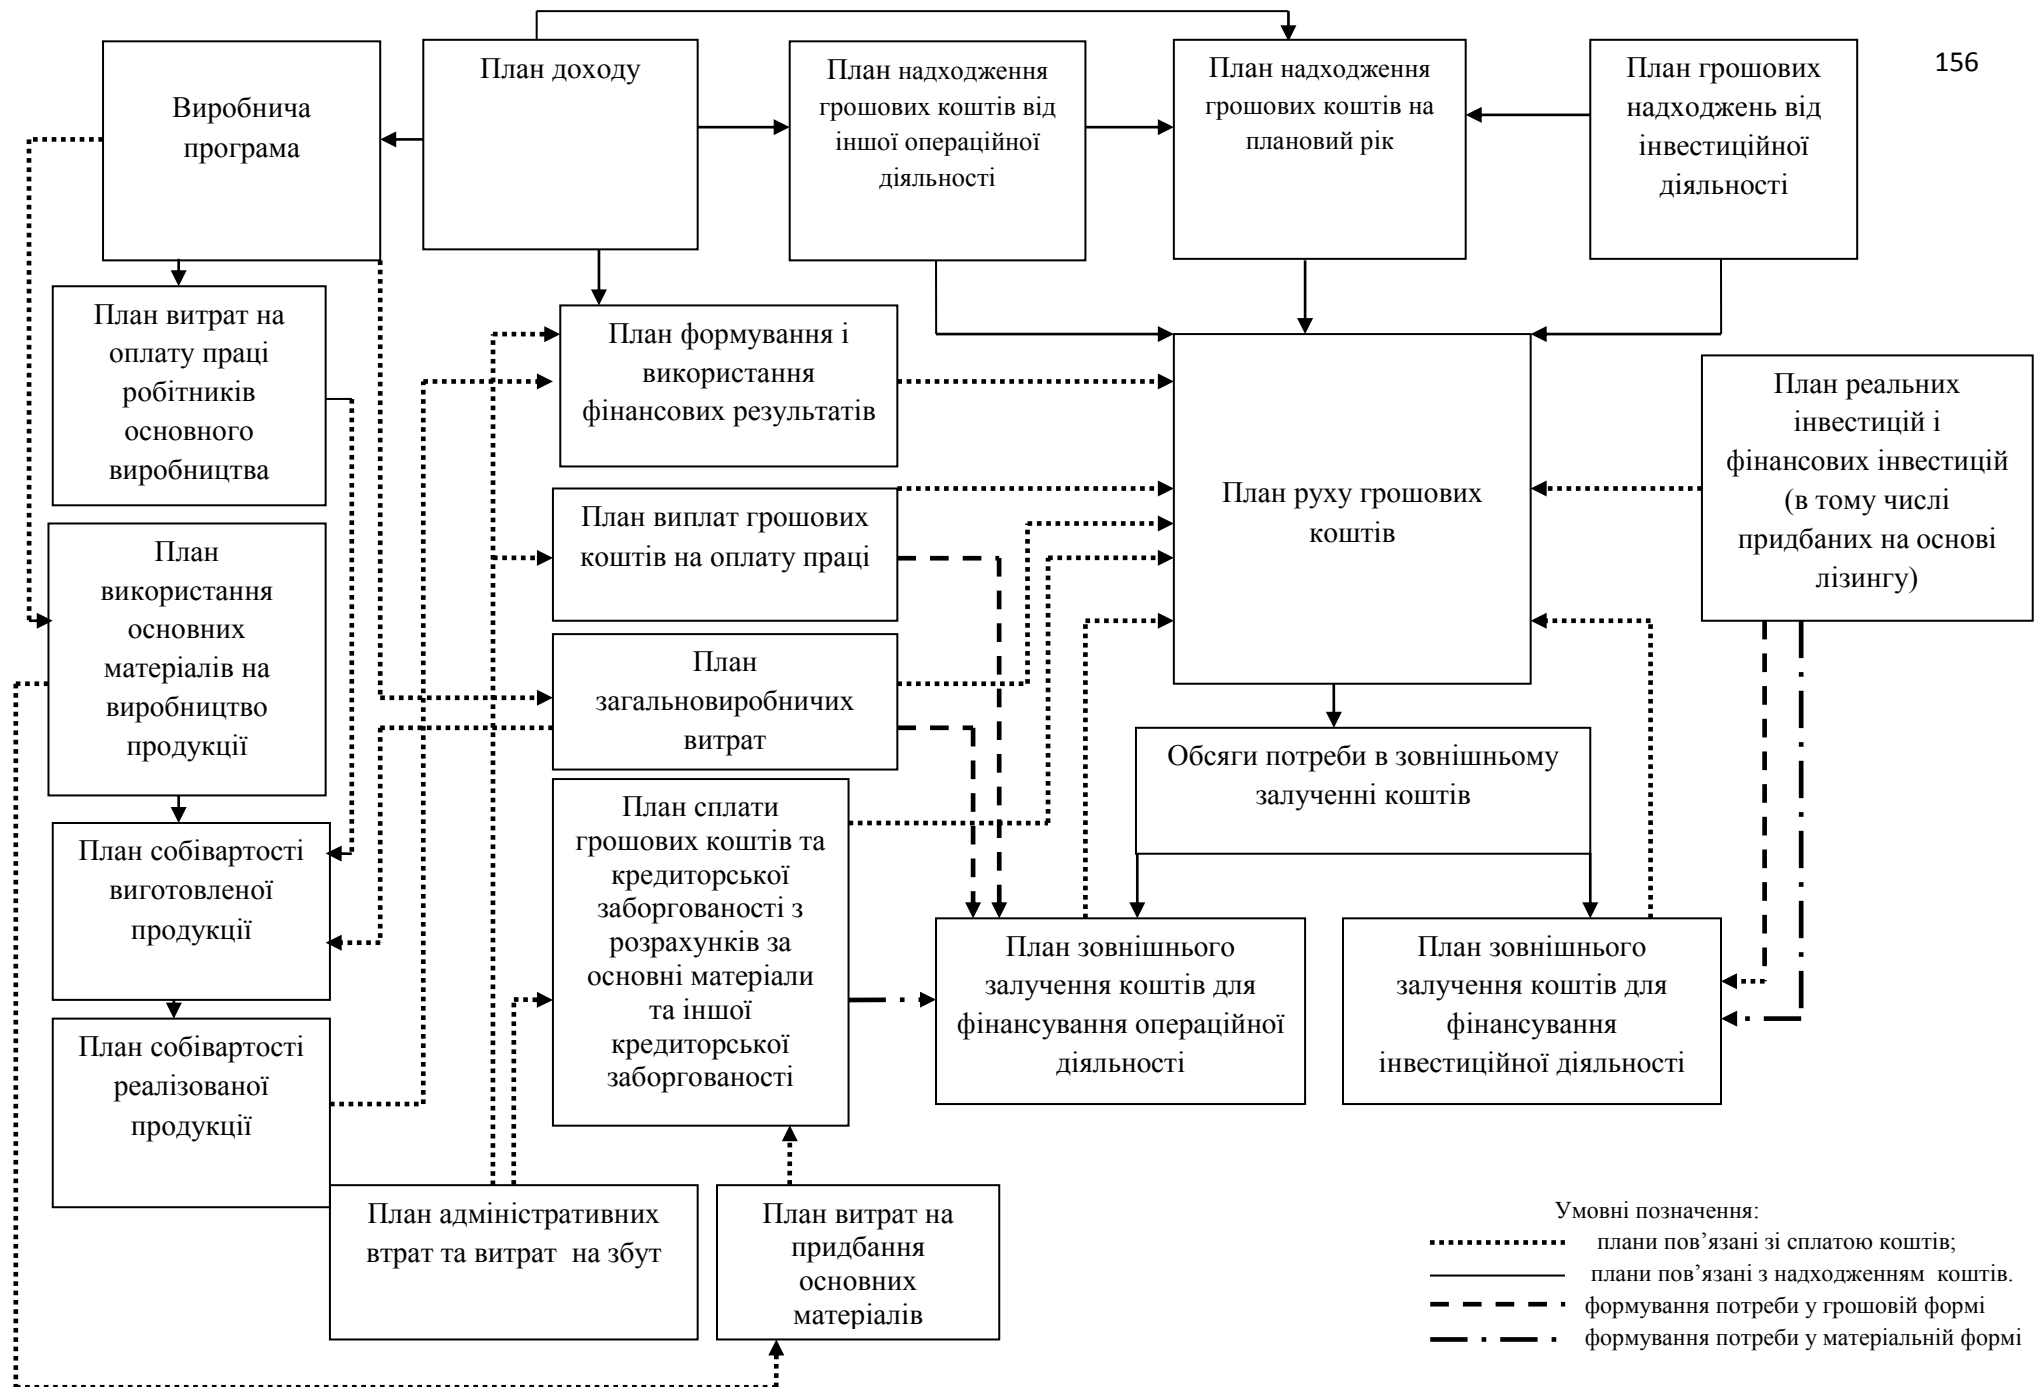 156
Виробнича
програма
План доходу
План надходження
грошових коштів від
іншої операційної
діяльності
План надходження
грошових коштів на
плановий рік
План грошових
надходжень від
інвестиційної
діяльності
План витрат на
оплату праці
робітників
основного
виробництва
План формування і
використання
фінансових результатів
План руху грошових
коштів
План реальних
інвестицій і
фінансових інвестицій
(в тому числі
придбаних на основі
лізингу)
План виплат грошових
коштів на оплату праці
План
використання
основних
матеріалів на
виробництво
продукції
План
загальновиробничих
витрат
Обсяги потреби в зовнішньому
залученні коштів
План сплати
грошових коштів та
кредиторської
заборгованості з
розрахунків за
основні матеріали
та іншої
кредиторської
заборгованості
План собівартості
виготовленої
продукції
План зовнішнього
залучення коштів для
фінансування операційної
діяльності
План зовнішнього
залучення коштів для
фінансування
інвестиційної діяльності
План собівартості
реалізованої
продукції
План адміністративних
втрат та витрат на збут
План витрат на
придбання
основних
матеріалів
Умовні позначення:
плани пов’язані зі сплатою коштів;
плани пов’язані з надходженням коштів.
формування потреби у грошовій формі
формування потреби у матеріальній формі